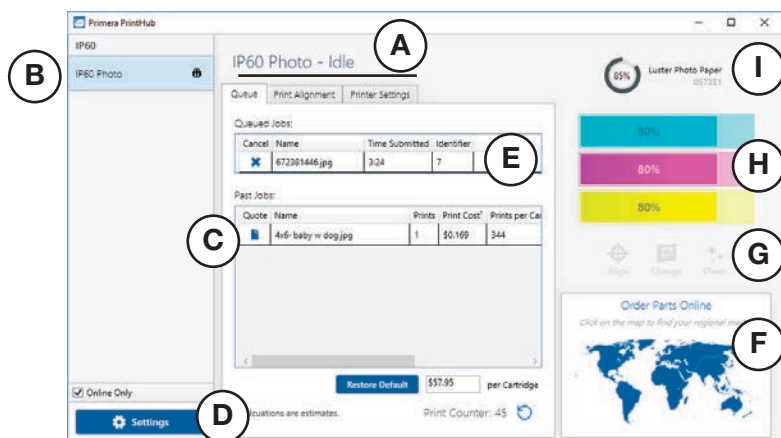 Primera PrintHub
IP60
IP60 Photo
B
IP60 Photo - Idle
A
Queue Print Alignment Printer Settings
Queued Jobs:
Cancel Name Time Submitted Identifier
672381446.jpg 3:24 7
E
Past Jobs:
Quote Name Prints Print Cost* Prints per Car
4x6- baby w dog.jpg 1 $0.169 344
C
Restore Default $57.95 per Cartridge
are estimates.
Print Counter: 45
Online Only
Settings
D
85%
Luster Photo Paper
057351
I
80%
80%
80%
H
Align Change Clean
G
Order Parts Online
Click on the map to find your regional
F